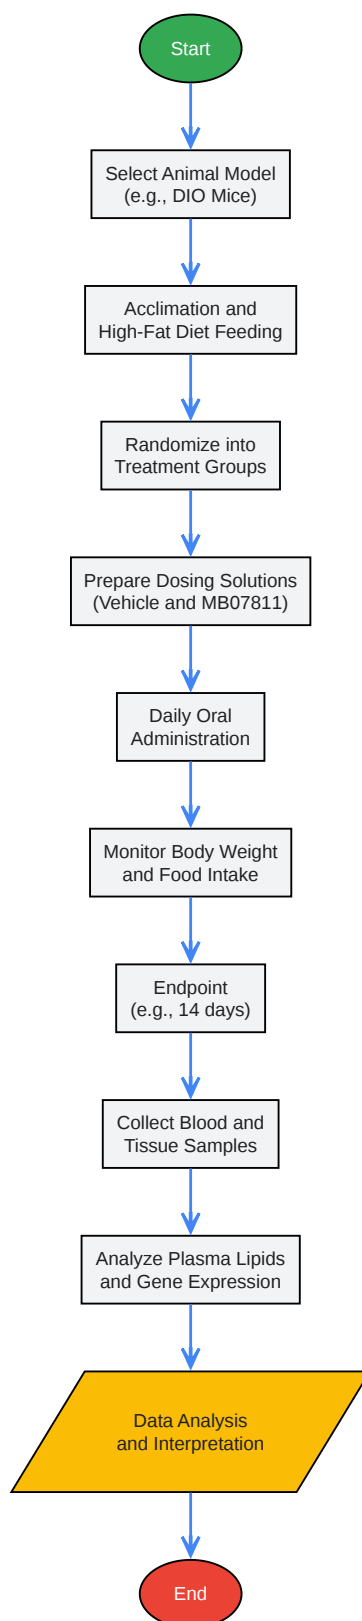 Start
Select Animal Model
(e.g., DIO Mice)
Acclimation and
High-Fat Diet Feeding
Randomize into
Treatment Groups
Prepare Dosing Solutions
(Vehicle and MB07811)
Daily Oral
Administration
Monitor Body Weight
and Food Intake
Endpoint
(e.g., 14 days)
Collect Blood and
Tissue Samples
Analyze Plasma Lipids
and Gene Expression
Data Analysis
and Interpretation
End